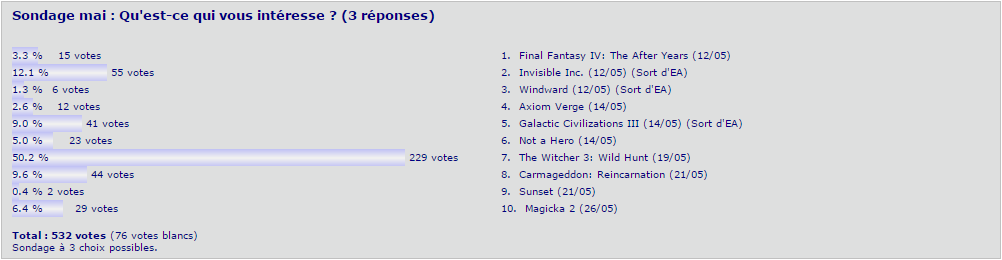 Sondage mai : Qu'est-ce qui vous intéresse ? (3 réponses)
3.3 % 15 votes 1. Final Fantasy IV: The After Years (12/05)
12.1 % 55 votes 2. Invisible Inc. (12/05) (Sort d'EA)
1.3 % 6 votes 3. Windward (12/05) (Sort d'EA)
2.6 % 12 votes 4. Axiom Verge (14/05)
9.0 % 41 votes 5. Galactic Civilizations III (14/05) (Sort d'EA)
5.0 % 23 votes 6. Not a Hero (14/05)
50.2 % 229 votes 7. The Witcher 3: Wild Hunt (19/05)
9.6 % 44 votes 8. Carmageddon: Reincarnation (21/05)
0.4 % 2 votes 9. Sunset (21/05)
6.4 % 29 votes 10. Magicka 2 (26/05)
Total : 532 votes (76 votes blancs)
Sondage à 3 choix possibles.